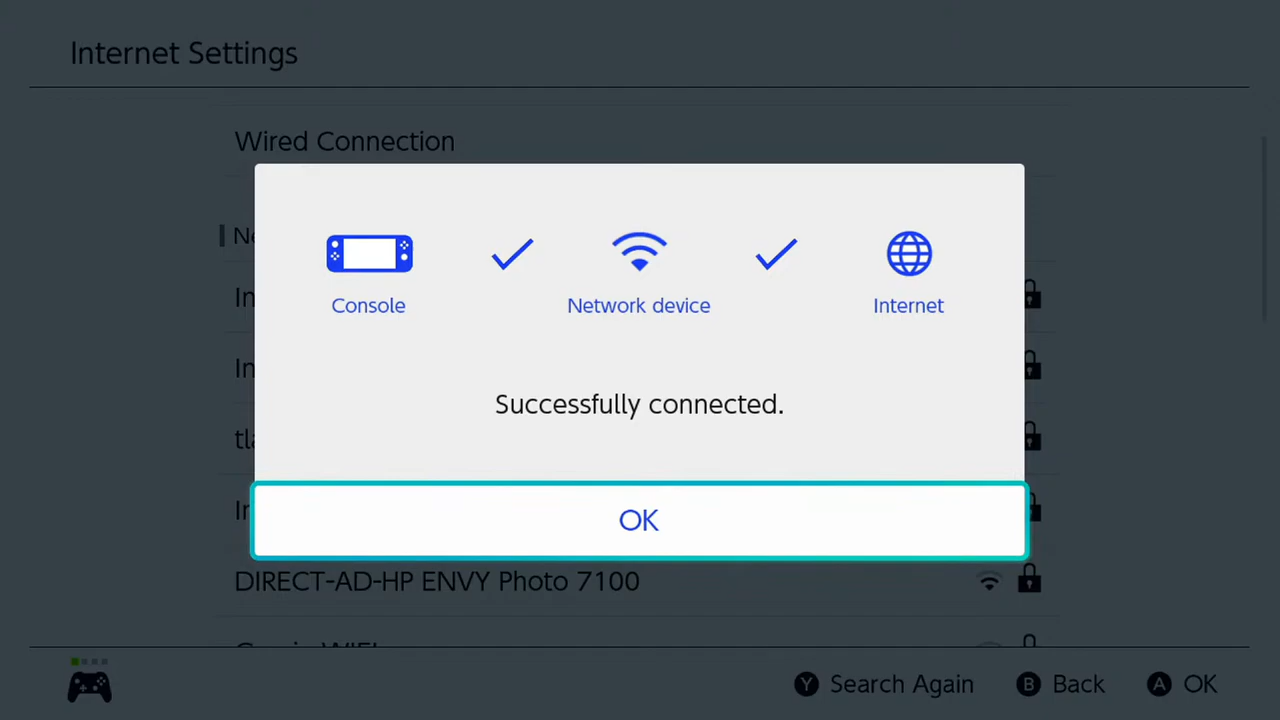 Internet Settings
Wired Connection
Console
Network device
Internet
Successfully connected.
OK
DIRECT-AD-HP ENVY Photo 7100
Y Search Again
B Back
A OK